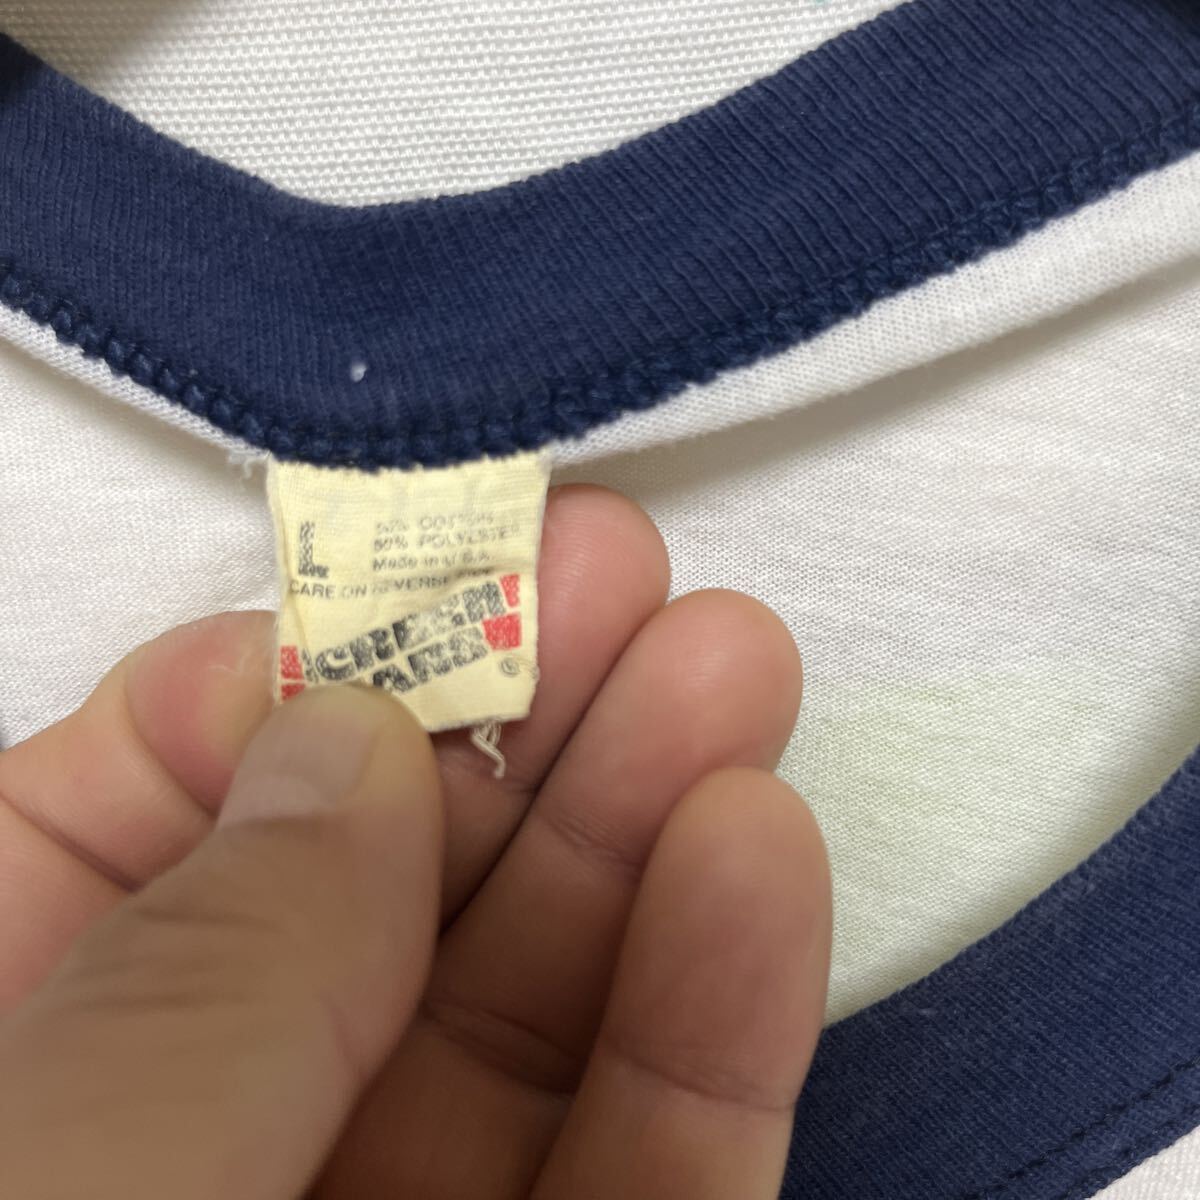 L
50% COTTON
50% POLYESTER
Made in U.S.A.
CARE ON REVERSE SIDE
SCREEN
STARS
®